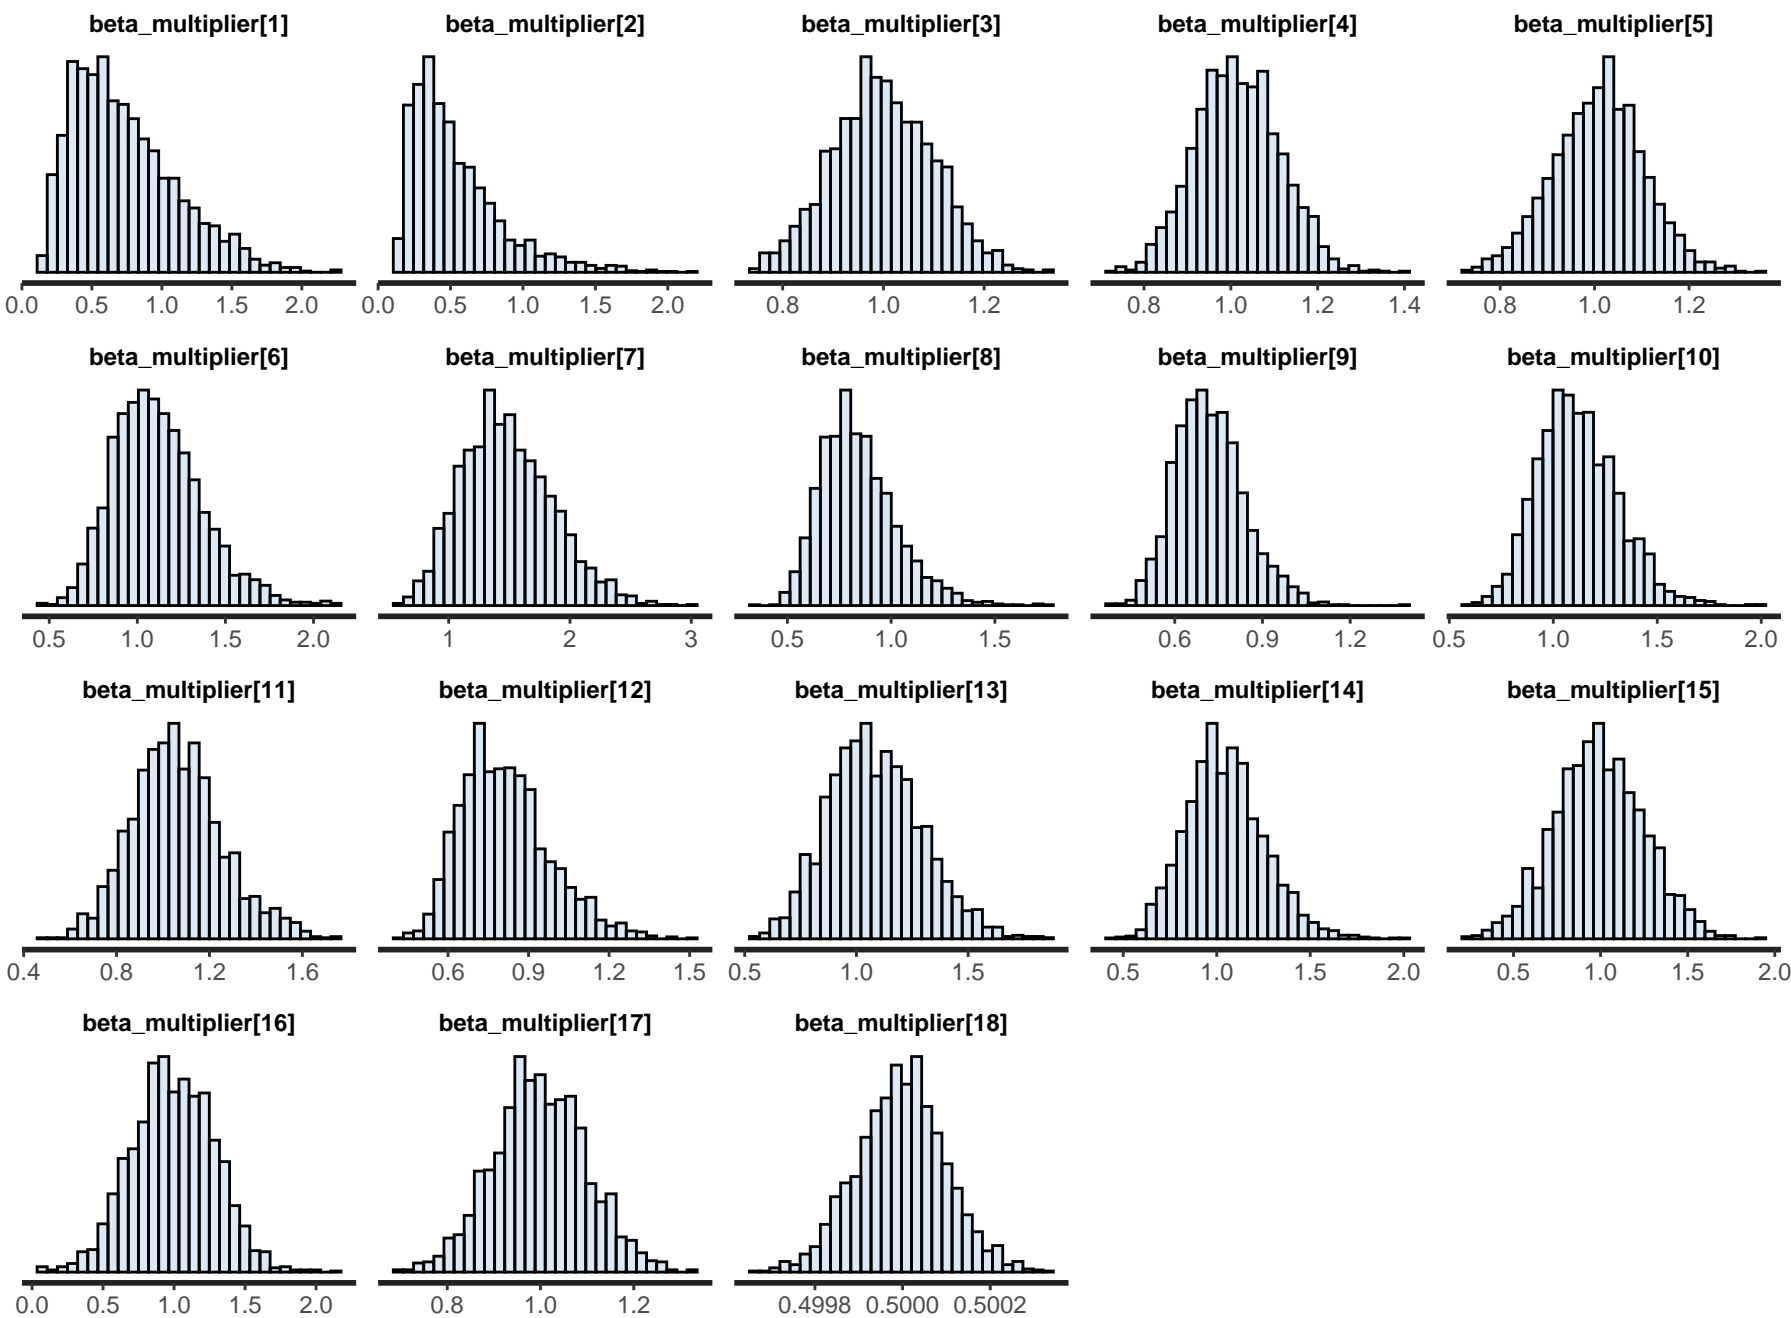 beta_multiplier[1] beta_multiplier[2] beta_multiplier[3] beta_multiplier[4] beta_multiplier[5]
0.0 0.5 1.0 1.5 2.0 0.0 0.5 1.0 1.5 2.0 0.8 1.0 1.2 0.8 1.0 1.2 1.4 0.8 1.0 1.2
beta_multiplier[6] beta_multiplier[7] beta_multiplier[8] beta_multiplier[9] beta_multiplier[10]
0.5 1.0 1.5 2.0 1 2 3 0.5 1.0 1.5 0.6 0.9 1.2 0.5 1.0 1.5 2.0
beta_multiplier[11] beta_multiplier[12] beta_multiplier[13] beta_multiplier[14] beta_multiplier[15]
0.4 0.8 1.2 1.6 0.6 0.9 1.2 1.5 0.5 1.0 1.5 0.5 1.0 1.5 2.0 0.5 1.0 1.5 2.0
beta_multiplier[16] beta_multiplier[17] beta_multiplier[18]
0.0 0.5 1.0 1.5 2.0 0.8 1.0 1.2 0.4998 0.5000 0.5002